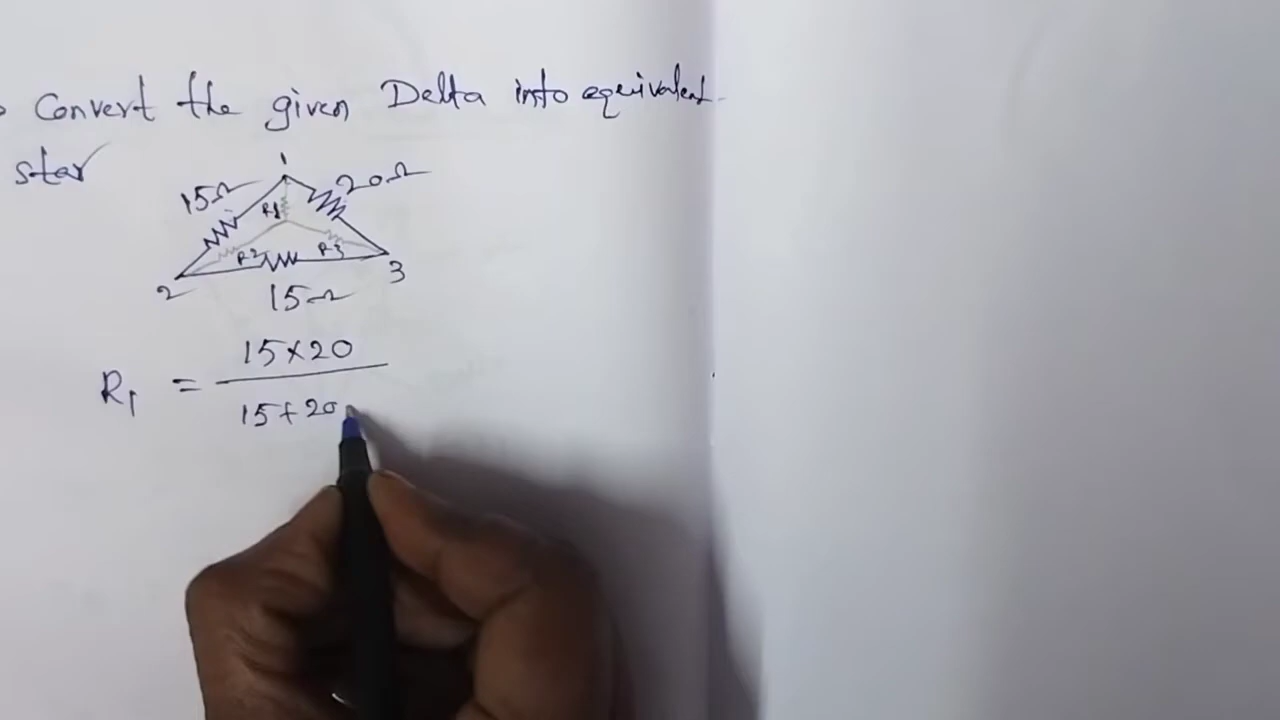 Convert the given Delta into equivalent
star
1
15Ω 20Ω
R1
R2 R3
2 3
15Ω
15×20
R1 =
15+20